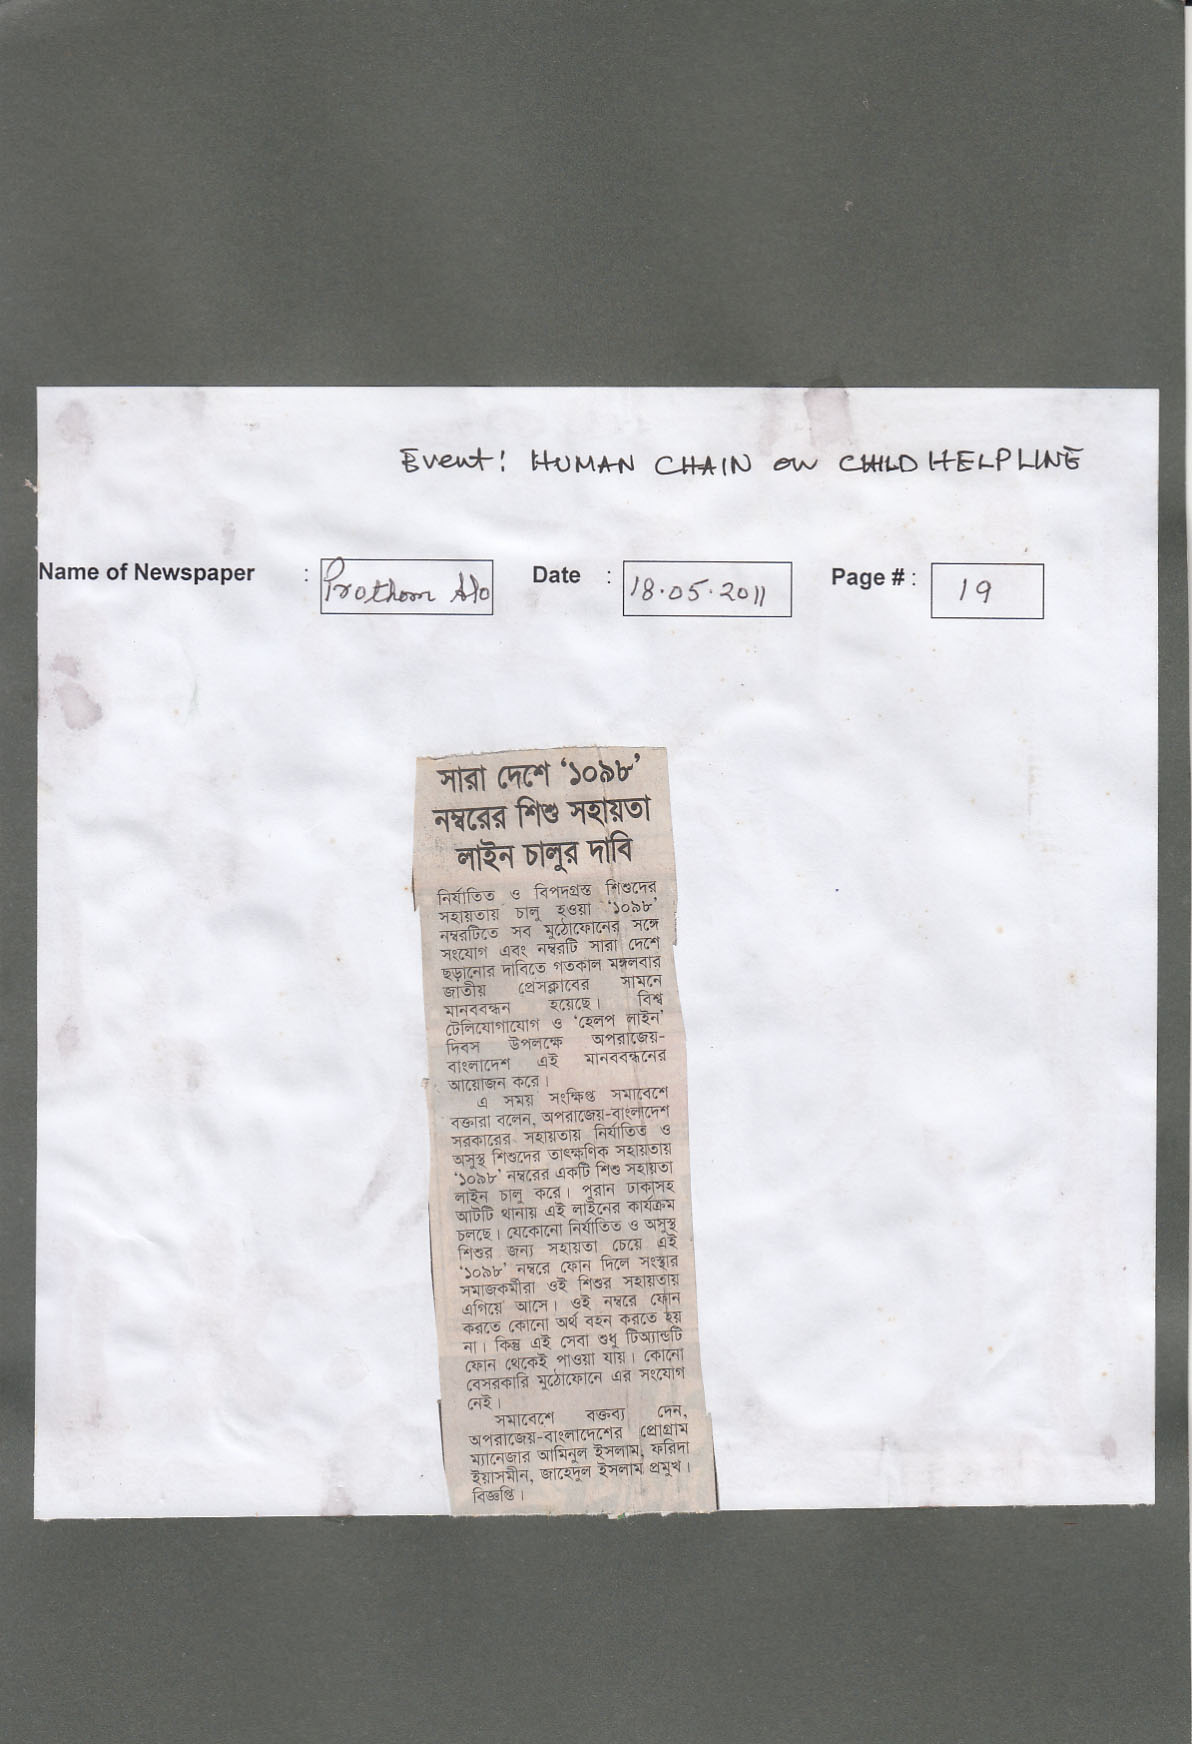 Event: HUMAN CHAIN ON CHILD HELPLINE
Name of Newspaper : Prothom Alo Date : 18.05.2011 Page # : 19
সারা দেশে ‘১০৯৮’
নম্বরের শিশু সহায়তা
লাইন চালুর দাবি
নির্যাতিত ও বিপদগ্রস্ত শিশুদের
সহায়তায় চালু হওয়া ‘১০৯৮’
নম্বরটিতে সব মুঠোফোনের সঙ্গে
সংযোগ এবং নম্বরটি সারা দেশে
ছড়ানোর দাবিতে গতকাল মঙ্গলবার
জাতীয় প্রেসক্লাবের সামনে
মানববন্ধন হয়েছে। বিশ্ব
টেলিযোগাযোগ ও ‘হেলপ লাইন’
দিবস উপলক্ষে অপরাজেয়-
বাংলাদেশ এই মানববন্ধনের
আয়োজন করে।
এ সময় সংক্ষিপ্ত সমাবেশে
বক্তারা বলেন, অপরাজেয়-বাংলাদেশ
সরকারের সহায়তায় নির্যাতিত ও
অসুস্থ শিশুদের তাৎক্ষণিক সহায়তায়
‘১০৯৮’ নম্বরের একটি শিশু সহায়তা
লাইন চালু করে। পুরান ঢাকাসহ
আটটি থানায় এই লাইনের কার্যক্রম
চলছে। যেকোনো নির্যাতিত ও অসুস্থ
শিশুর জন্য সহায়তা চেয়ে এই
‘১০৯৮’ নম্বরে ফোন দিলে সংস্থার
সমাজকর্মীরা ওই শিশুর সহায়তায়
এগিয়ে আসে। ওই নম্বরে ফোন
করতে কোনো অর্থ বহন করতে হয়
না। কিন্তু এই সেবা শুধু টিঅ্যান্ডটি
ফোন থেকেই পাওয়া যায়। কোনো
বেসরকারি মুঠোফোনে এর সংযোগ
নেই।
সমাবেশে বক্তব্য দেন,
অপরাজেয়-বাংলাদেশের প্রোগ্রাম
ম্যানেজার আমিনুল ইসলাম, ফরিদা
ইয়াসমীন, জাহেদুল ইসলাম প্রমুখ।
বিজ্ঞপ্তি।